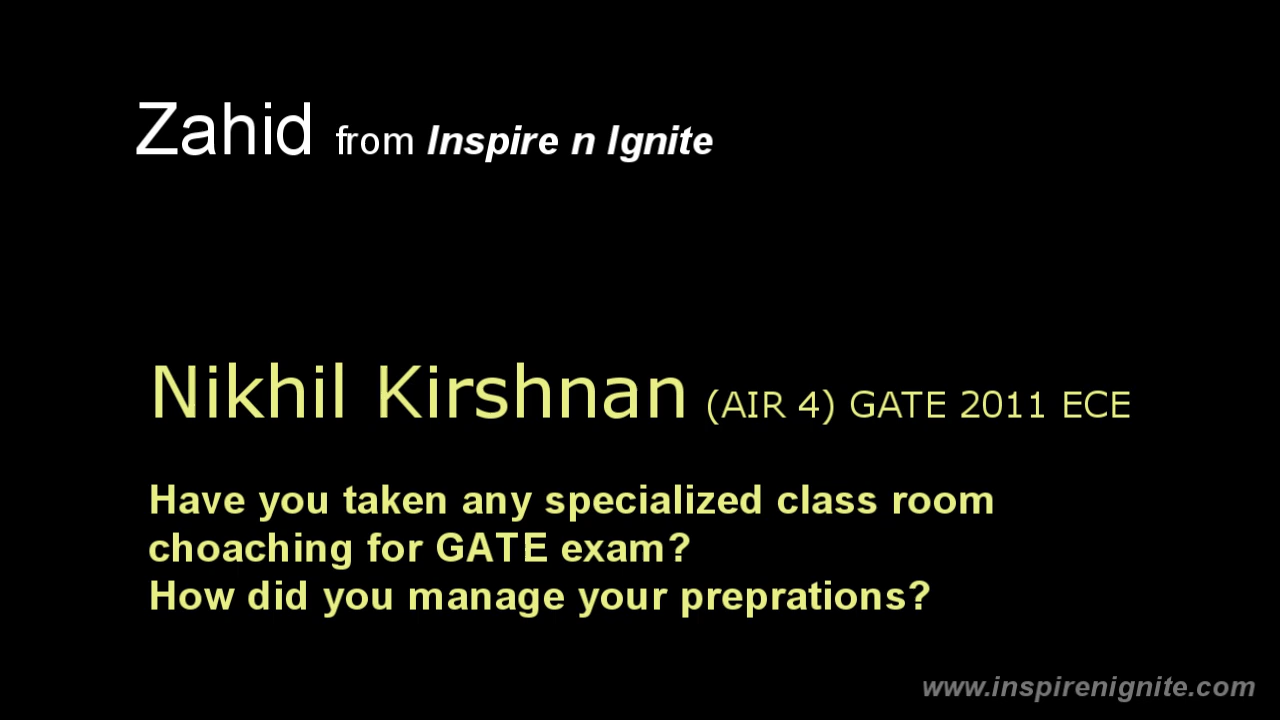 Zahid from Inspire n Ignite
Nikhil Kirshnan (AIR 4) GATE 2011 ECE
Have you taken any specialized class room
choaching for GATE exam?
How did you manage your preprations?
www.inspirenignite.com